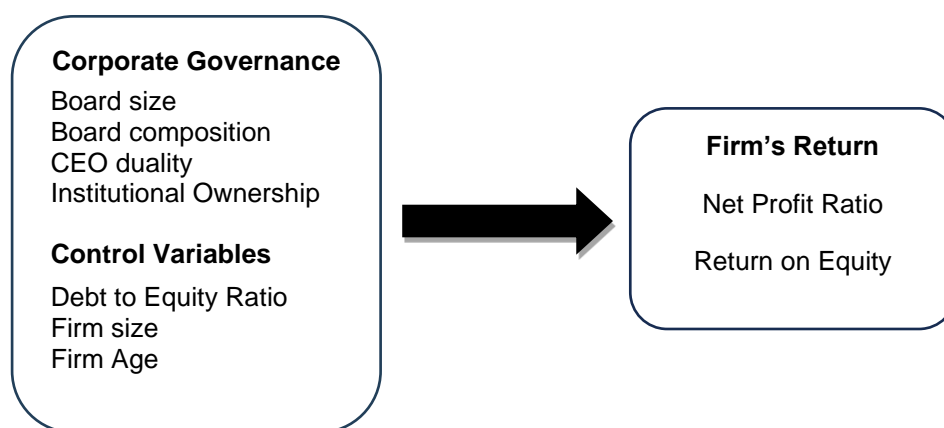 Corporate Governance
Board size
Board composition
CEO duality
Institutional Ownership
Control Variables
Debt to Equity Ratio
Firm size
Firm Age
Firm’s Return
Net Profit Ratio
Return on Equity